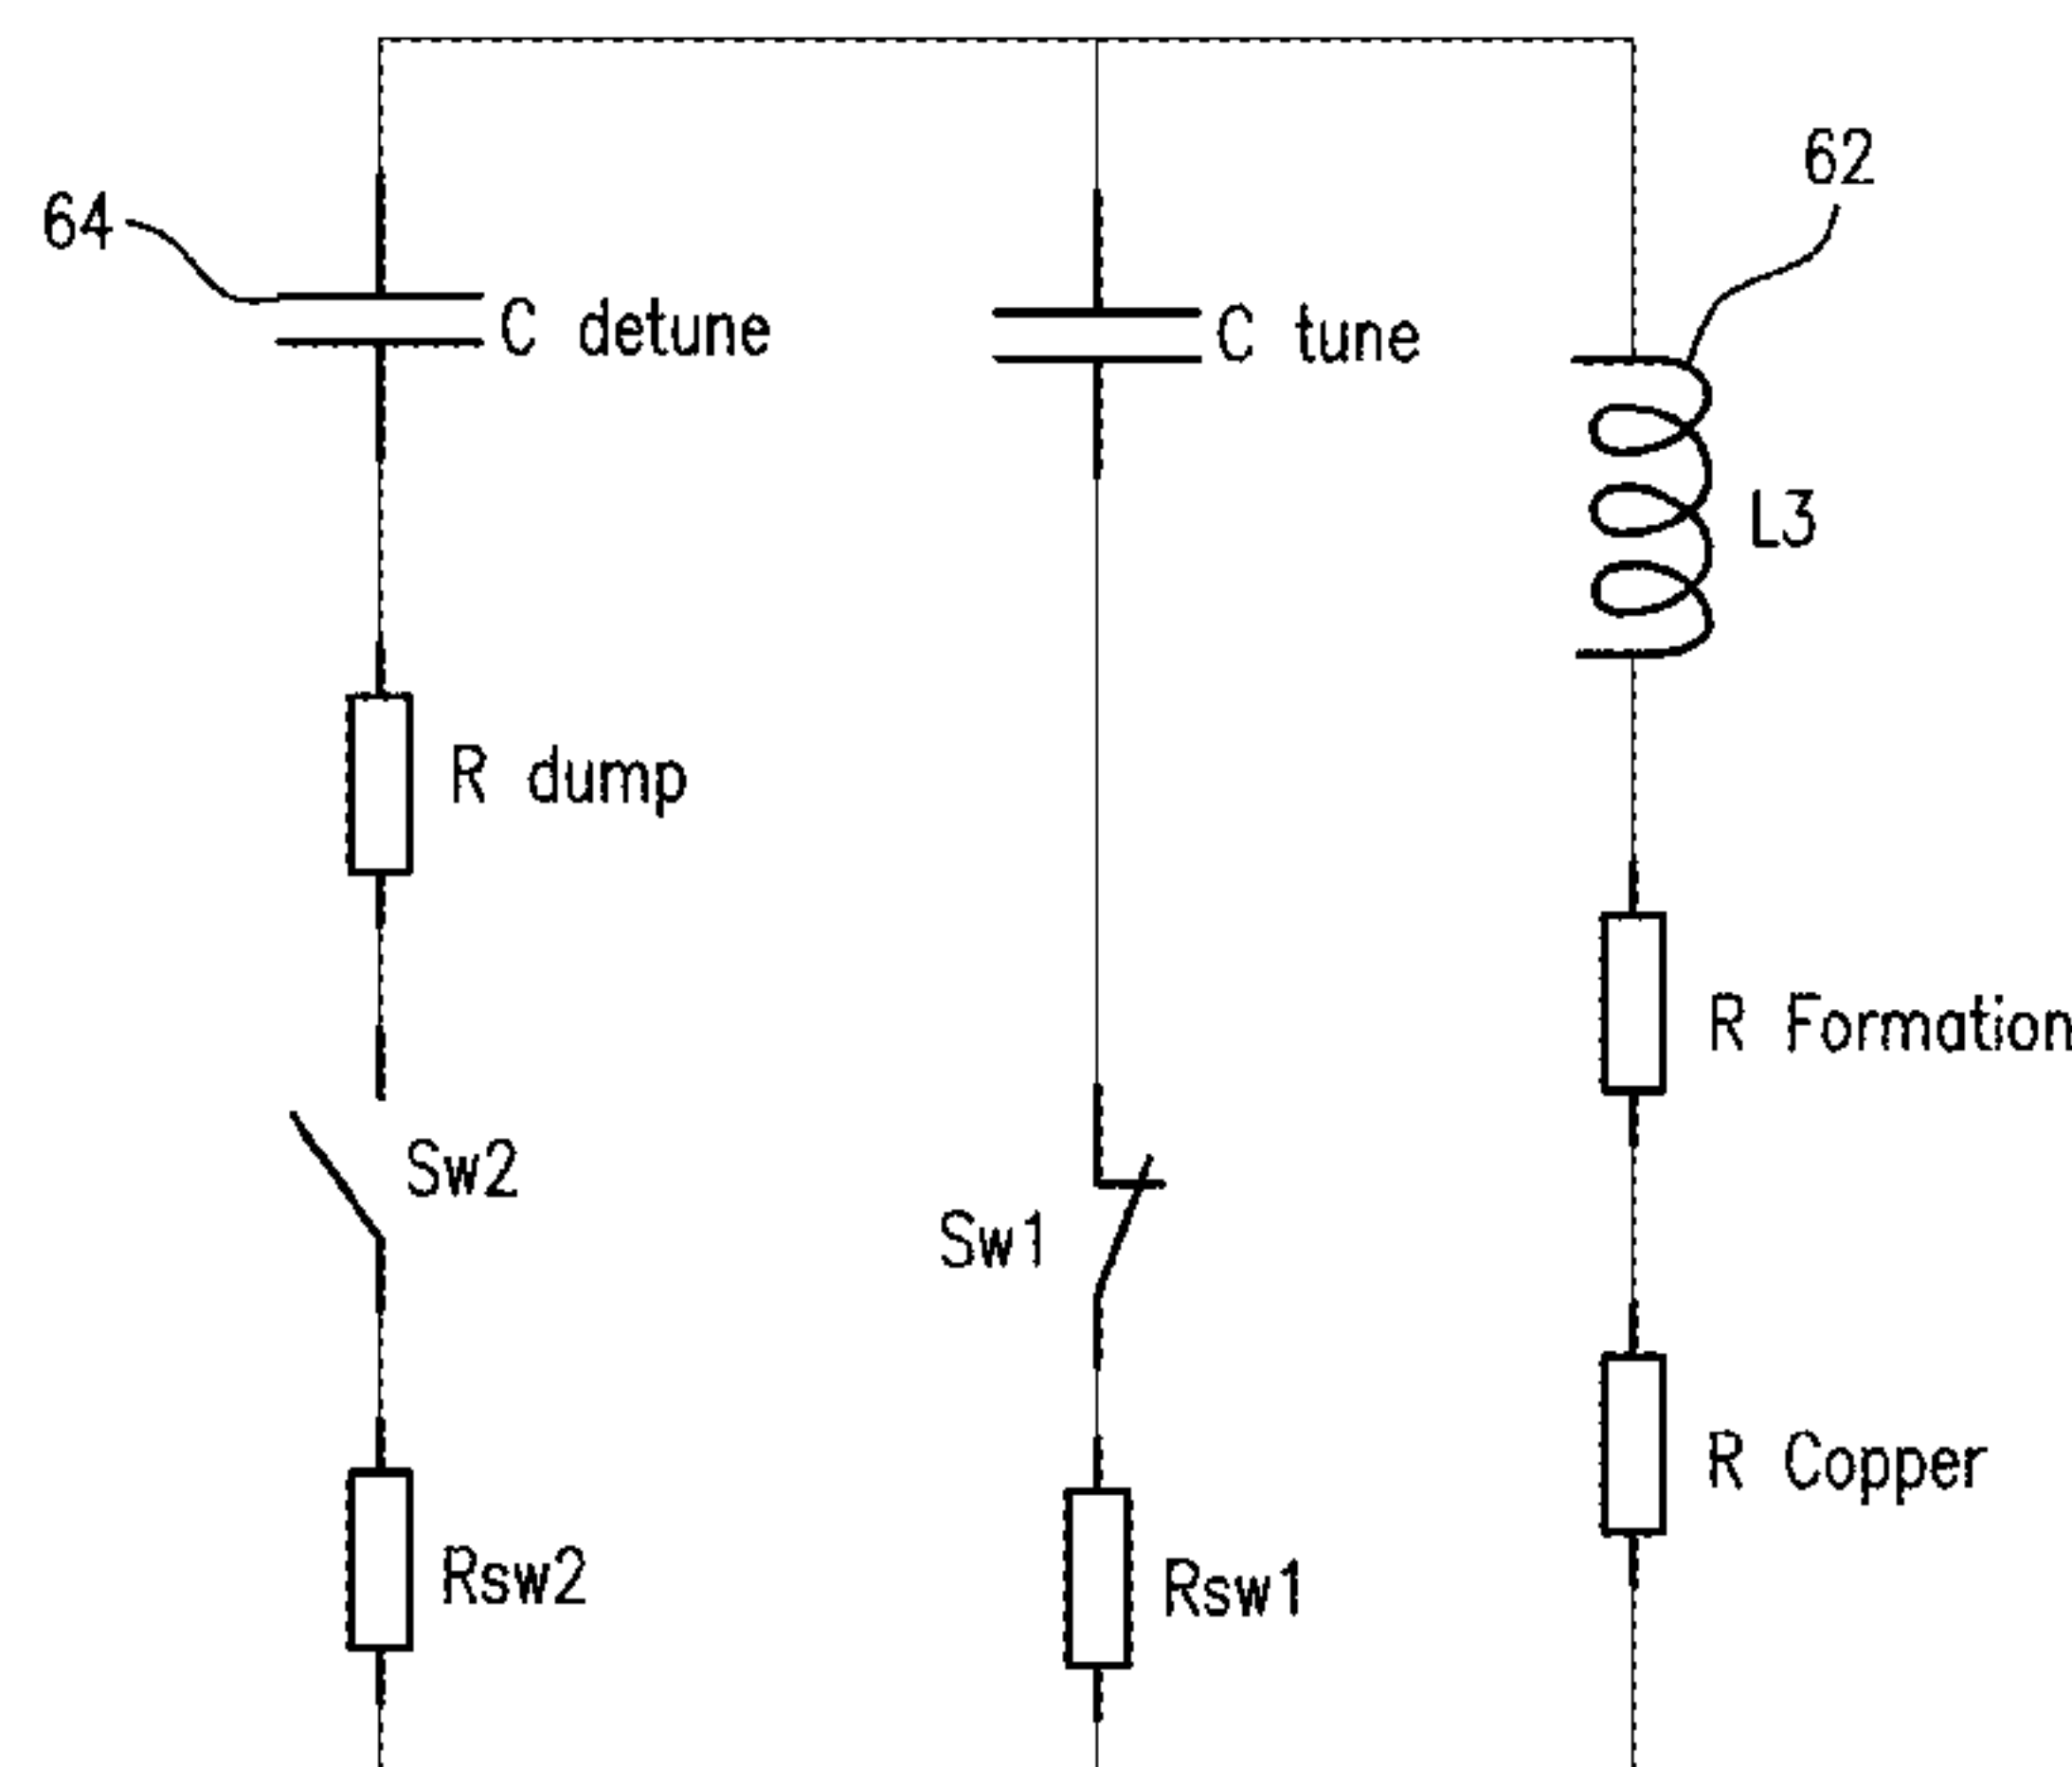 62
64
C detune
C tune
L3
R dump
R Formation
Sw2
Sw1
R Copper
Rsw2
Rsw1